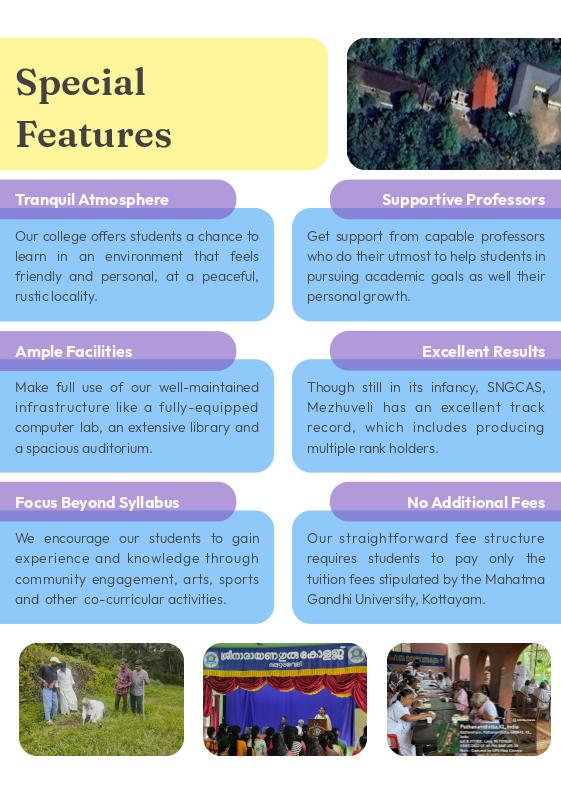 Special
Features
Tranquil Atmosphere
Our college offers students a chance to
learn in an environment that feels
friendly and personal, at a peaceful,
rustic locality.
Supportive Professors
Get support from capable professors
who do their utmost to help students in
pursuing academic goals as well their
personal growth.
Ample Facilities
Make full use of our well-maintained
infrastructure like a fully-equipped
computer lab, an extensive library and
a spacious auditorium.
Excellent Results
Though still in its infancy, SNGCAS,
Mezhuveli has an excellent track
record, which includes producing
multiple rank holders.
Focus Beyond Syllabus
We encourage our students to gain
experience and knowledge through
community engagement, arts, sports
and other co-curricular activities.
No Additional Fees
Our straightforward fee structure
requires students to pay only the
tuition fees stipulated by the Mahatma
Gandhi University, Kottayam.
ശ്രീനാരായണഗുരു കോളജ്
Pathanamthitta, KL, India